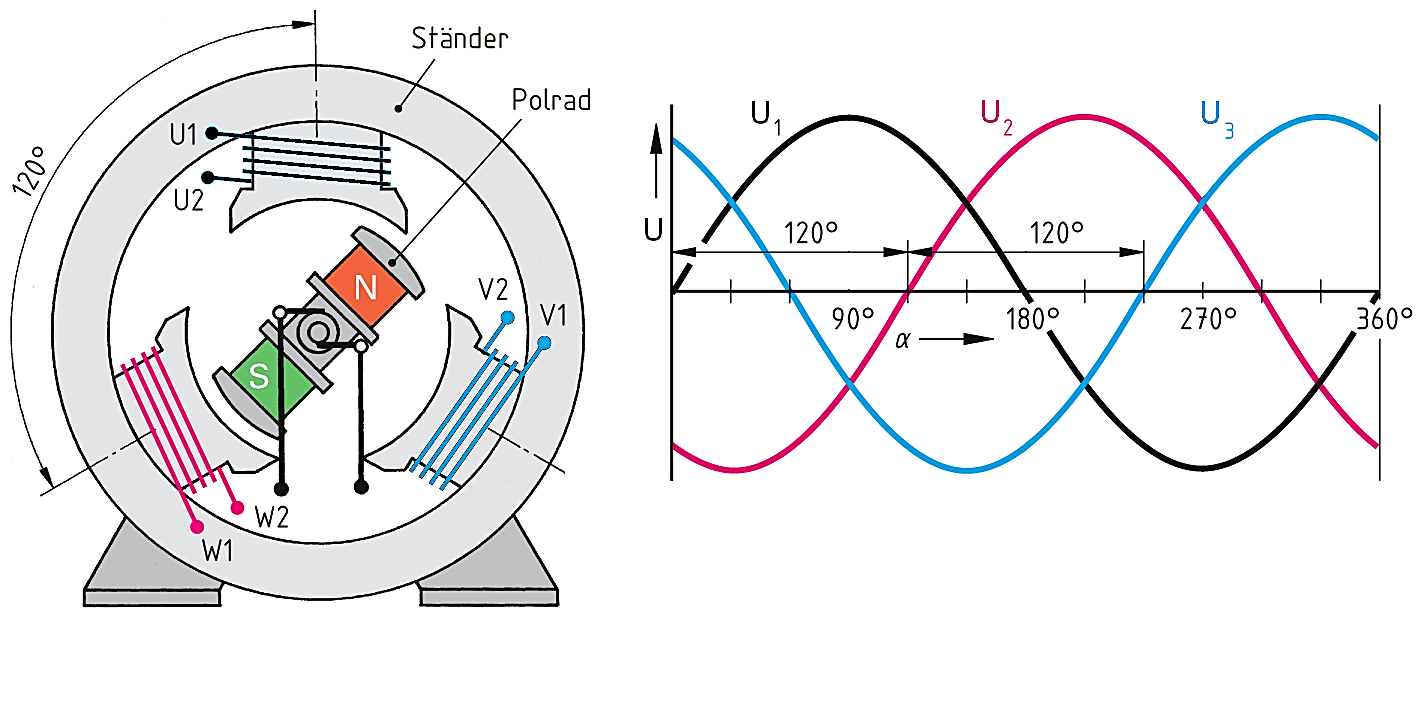 Ständer
Polrad
120°
U1
U2
N
S
V2
V1
W2
W1
U₁
U₂
U₃
U
120°
120°
90°
180°
270°
360°
α